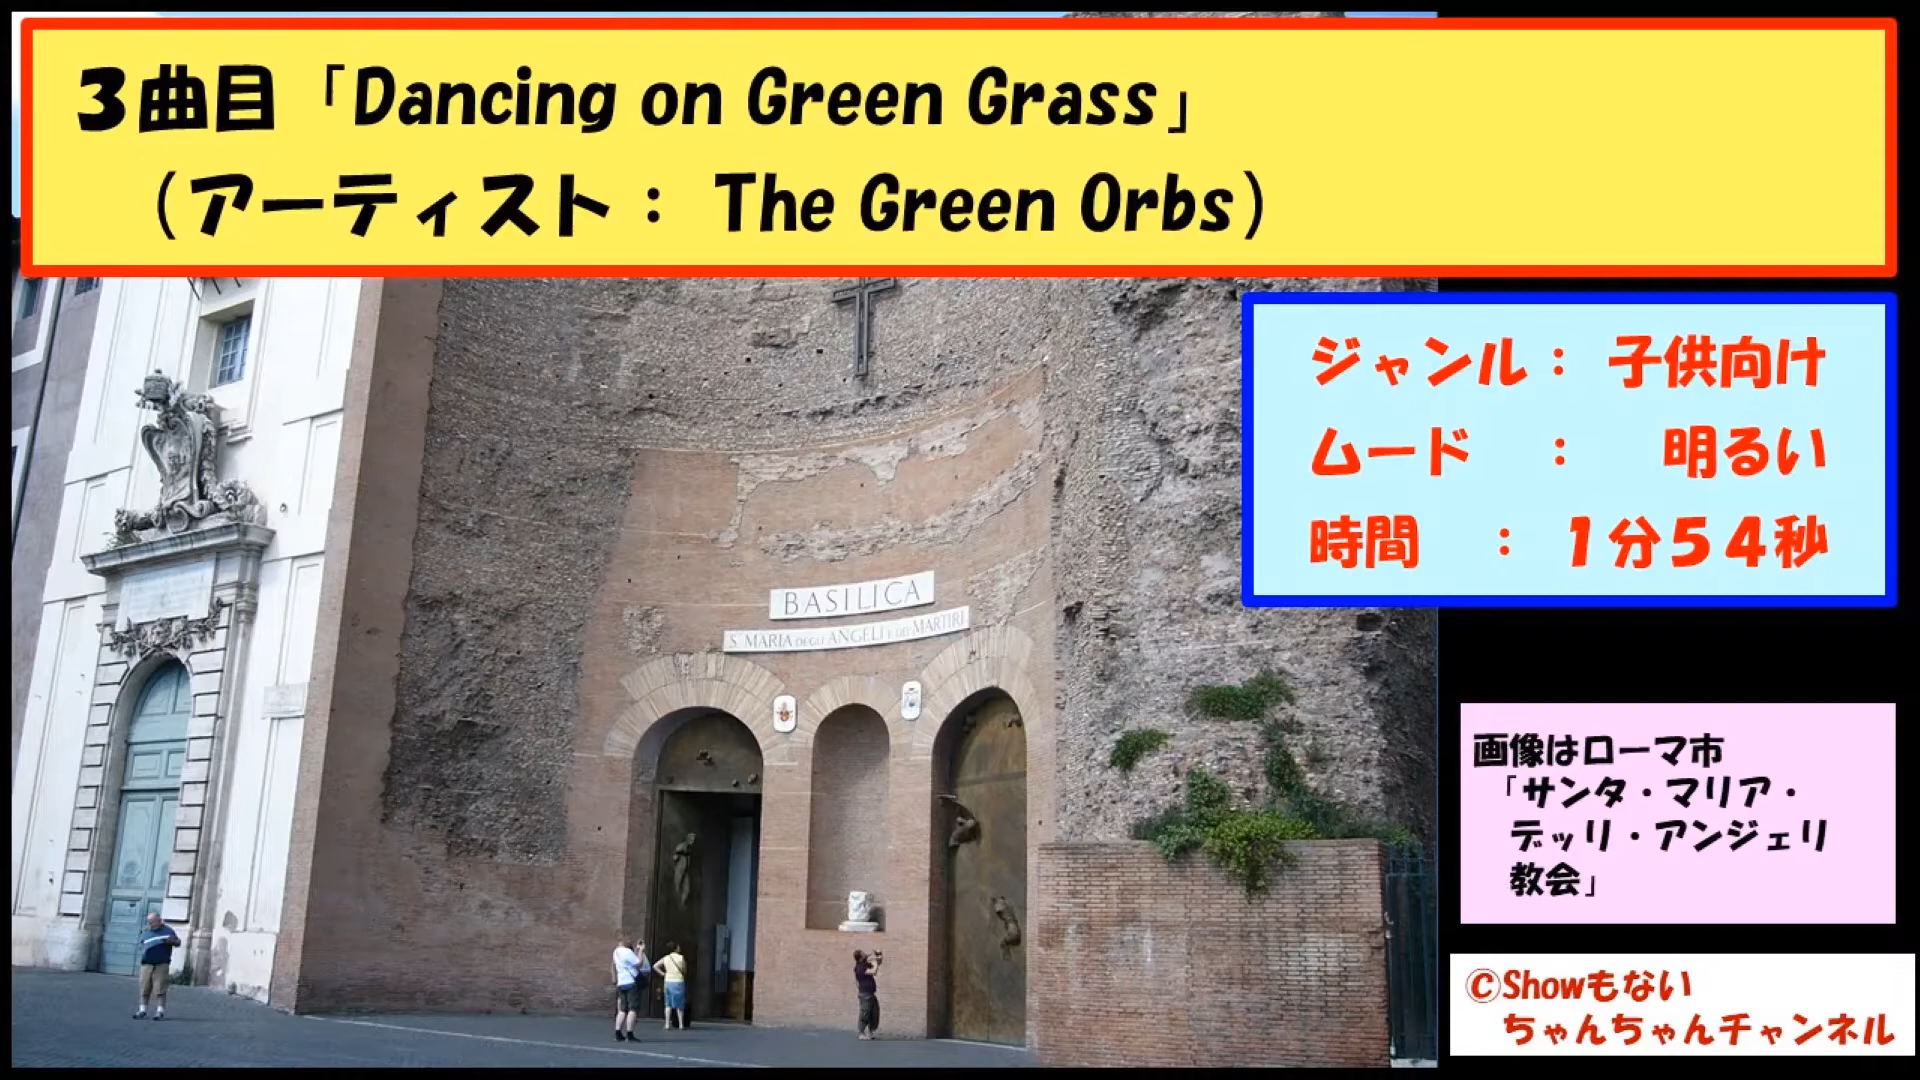 3曲目「Dancing on Green Grass」
（アーティスト： The Green Orbs）
ジャンル： 子供向け
ムード ： 明るい
時間 ： 1分54秒
BASILICA
S. MARIA DEGLI ANGELI E DEI MARTIRI
画像はローマ市
「サンタ・マリア・
デッリ・アンジェリ
教会」
©Showもない
ちゃんちゃんチャンネル